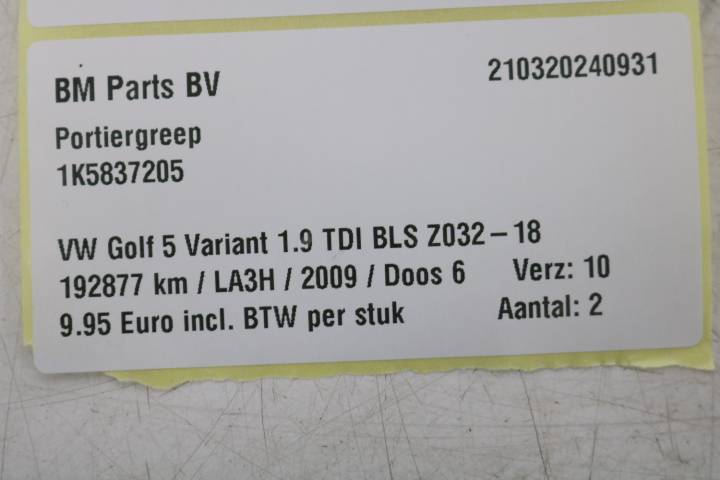 BM Parts BV 210320240931
Portiergreep
1K5837205
VW Golf 5 Variant 1.9 TDI BLS Z032-18
192877 km / LA3H / 2009 / Doos 6 Verz: 10
9.95 Euro incl. BTW per stuk Aantal: 2